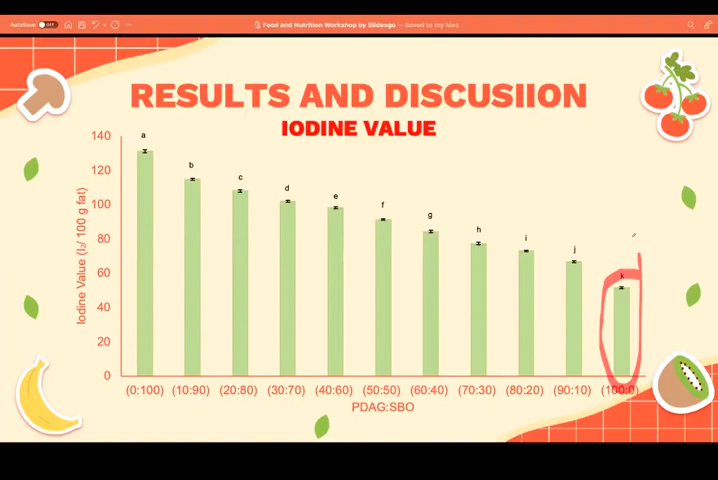 AutoSave OFF
Food and Nutrition Workshop by Slidesgo — Saved to my Mac
RESULTS AND DISCUSIION
IODINE VALUE
Iodine Value (I₂/ 100 g fat)
140
120
100
80
60
40
20
0
a
b
c
d
e
f
g
h
i
j
k
(0:100) (10:90) (20:80) (30:70) (40:60) (50:50) (60:40) (70:30) (80:20) (90:10) (100:0)
PDAG:SBO